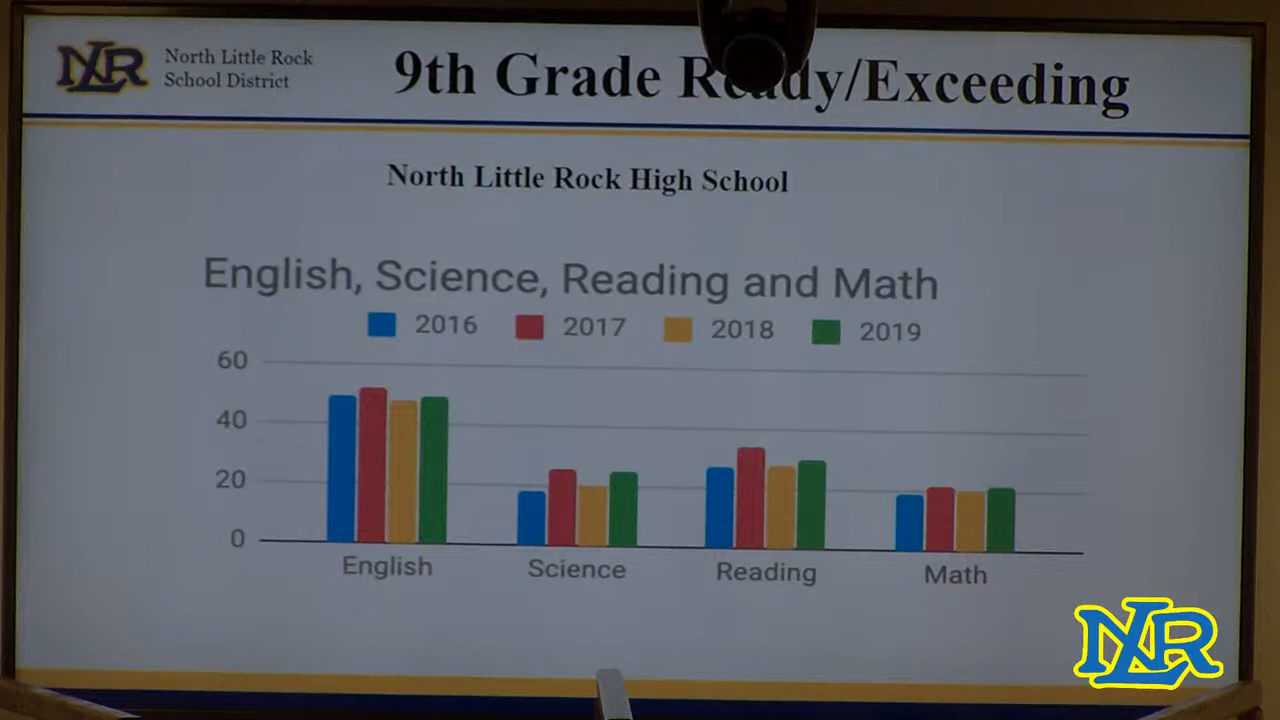 NLR
North Little Rock
School District
9th Grade Ready/Exceeding
North Little Rock High School
English, Science, Reading and Math
2016 2017 2018 2019
60
40
20
0
English Science Reading Math
NLR